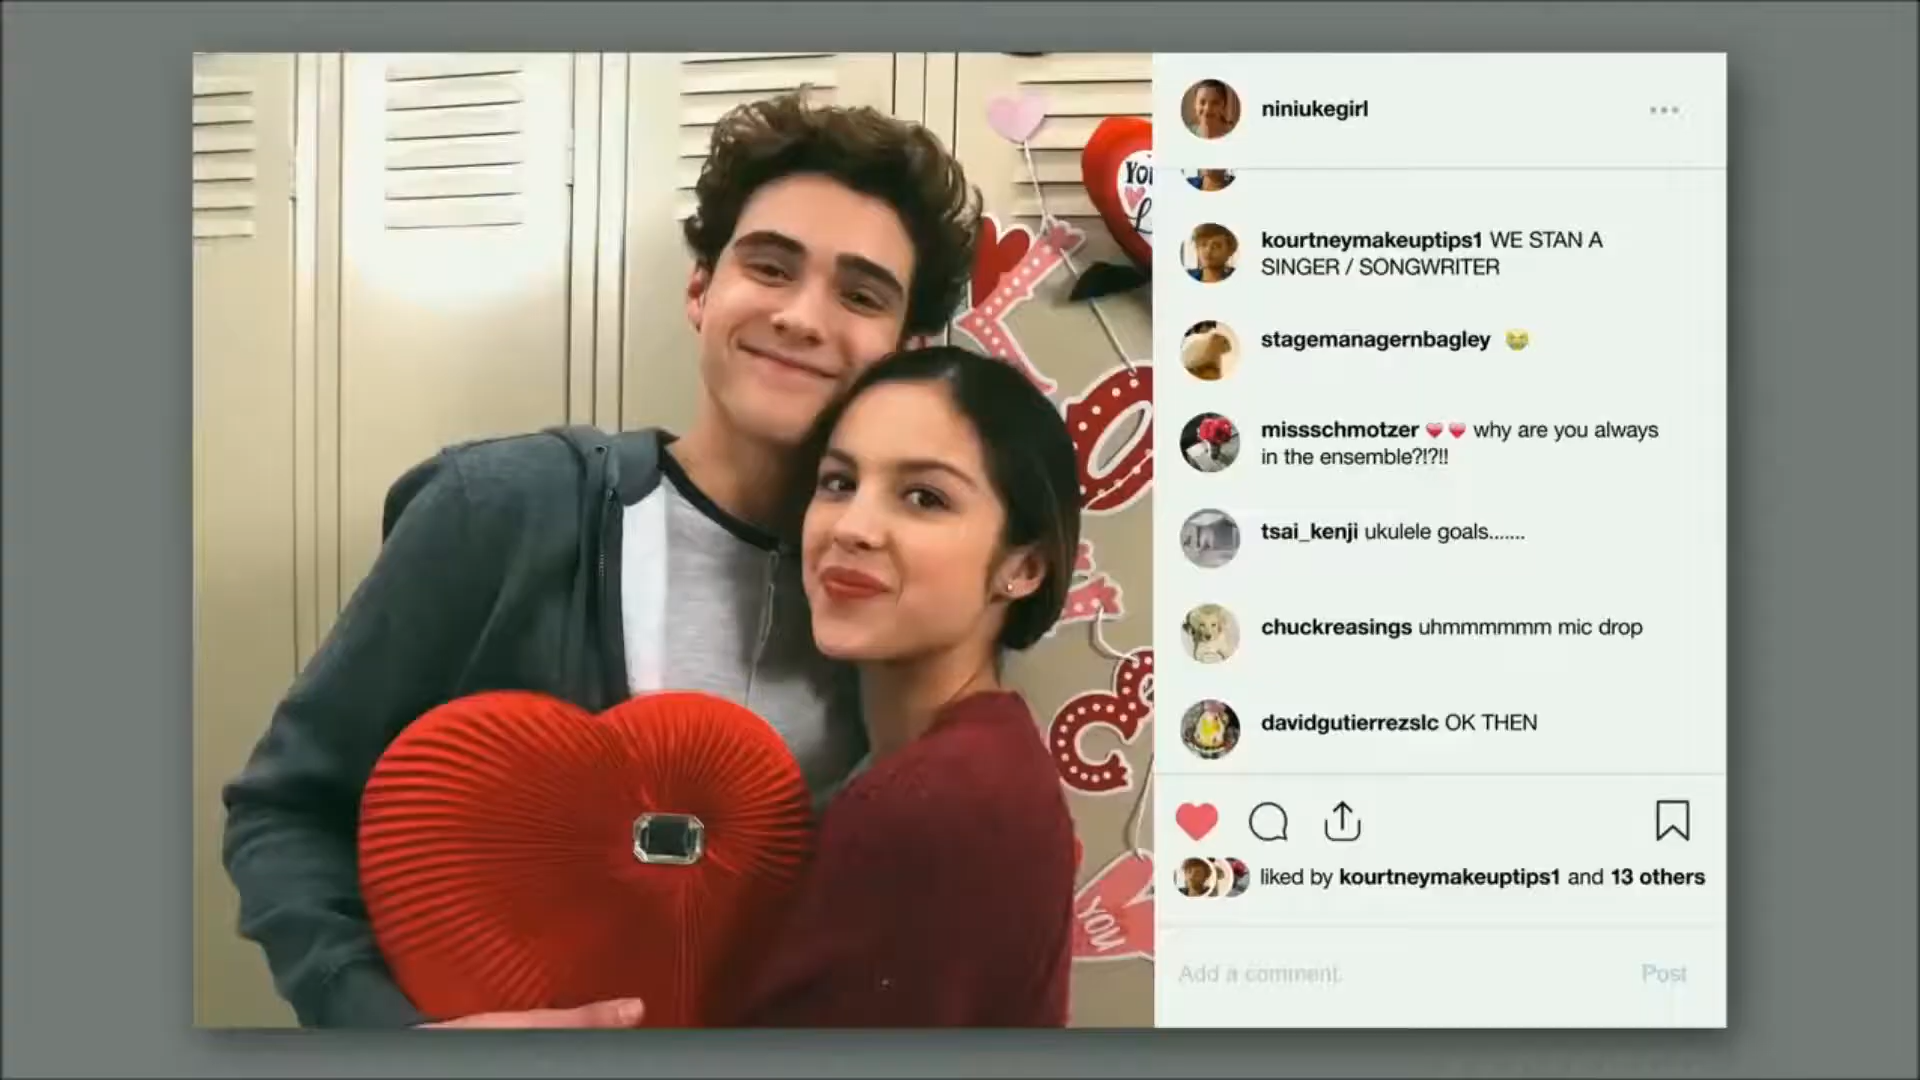 niniukegirl
kourtneymakeuptips1 WE STAN A
SINGER / SONGWRITER
stagemanagernbagley 😭
missschmotzer ❤️❤️ why are you always
in the ensemble?!?!!
tsai_kenji ukulele goals.......
chuckreasings uhmmmmmm mic drop
davidgutierrezslc OK THEN
liked by kourtneymakeuptips1 and 13 others
Add a comment.
Post
YOU